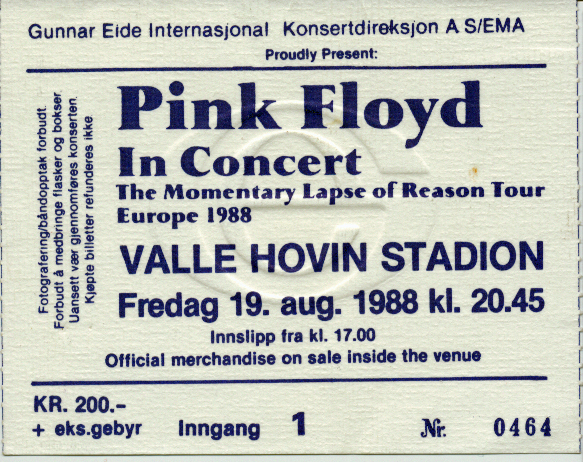 Gunnar Eide Internasjonal Konsertdireksjon A S/EMA
Proudly Present:
Fotografering/båndopptak forbudt.
Forbudt å medbringe flasker og bokser.
Uansett vær gjennomføres konserten.
Kjøpte billetter refunderes ikke.
Pink Floyd
In Concert
The Momentary Lapse of Reason Tour
Europe 1988
VALLE HOVIN STADION
Fredag 19. aug. 1988 kl. 20.45
Innslipp fra kl. 17.00
Official merchandise on sale inside the venue
KR. 200.-
+ eks.gebyr Inngang 1 Nr. 0464